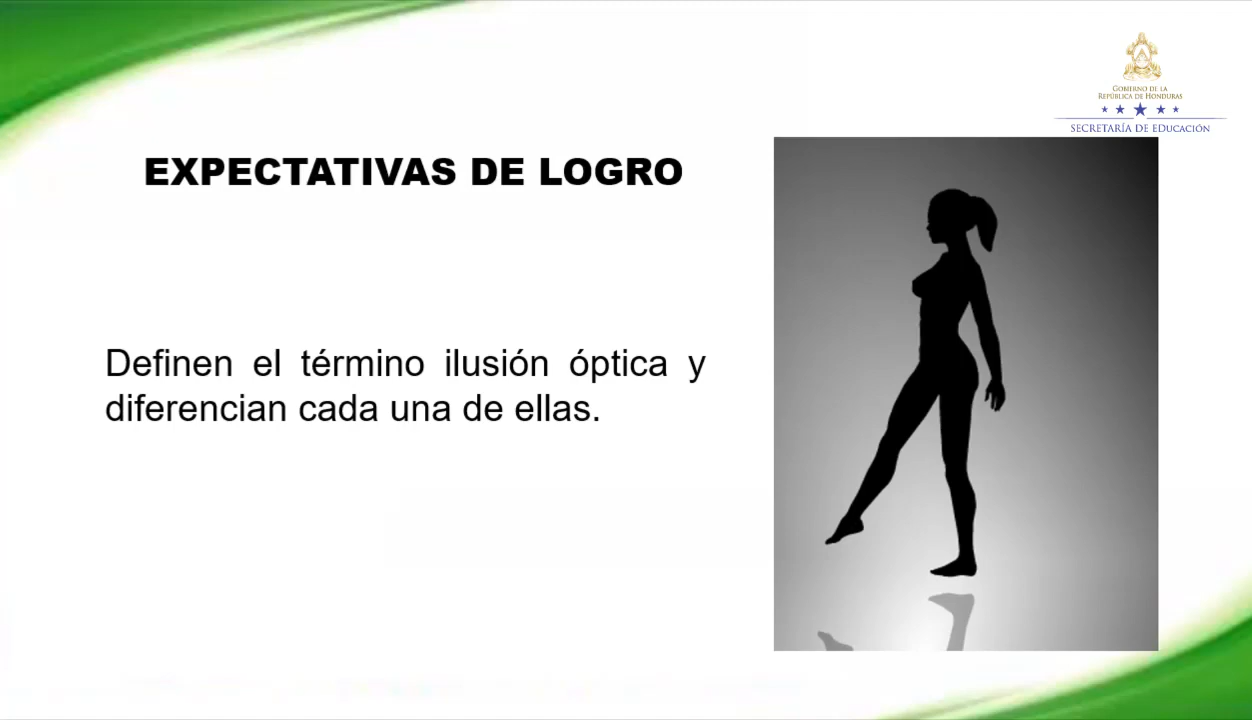 GOBIERNO DE LA
REPÚBLICA DE HONDURAS
SECRETARÍA DE EDUCACIÓN
EXPECTATIVAS DE LOGRO
Definen el término ilusión óptica y
diferencian cada una de ellas.